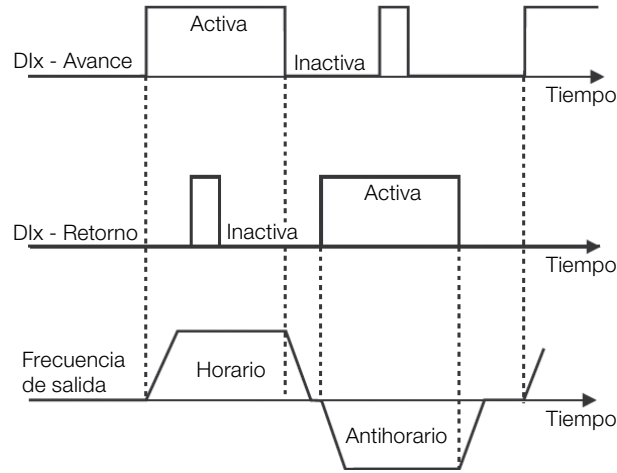 Activa
DIx - Avance
Inactiva
Tiempo
Activa
DIx - Retorno
Inactiva
Tiempo
Frecuencia
de salida
Horario
Tiempo
Antihorario